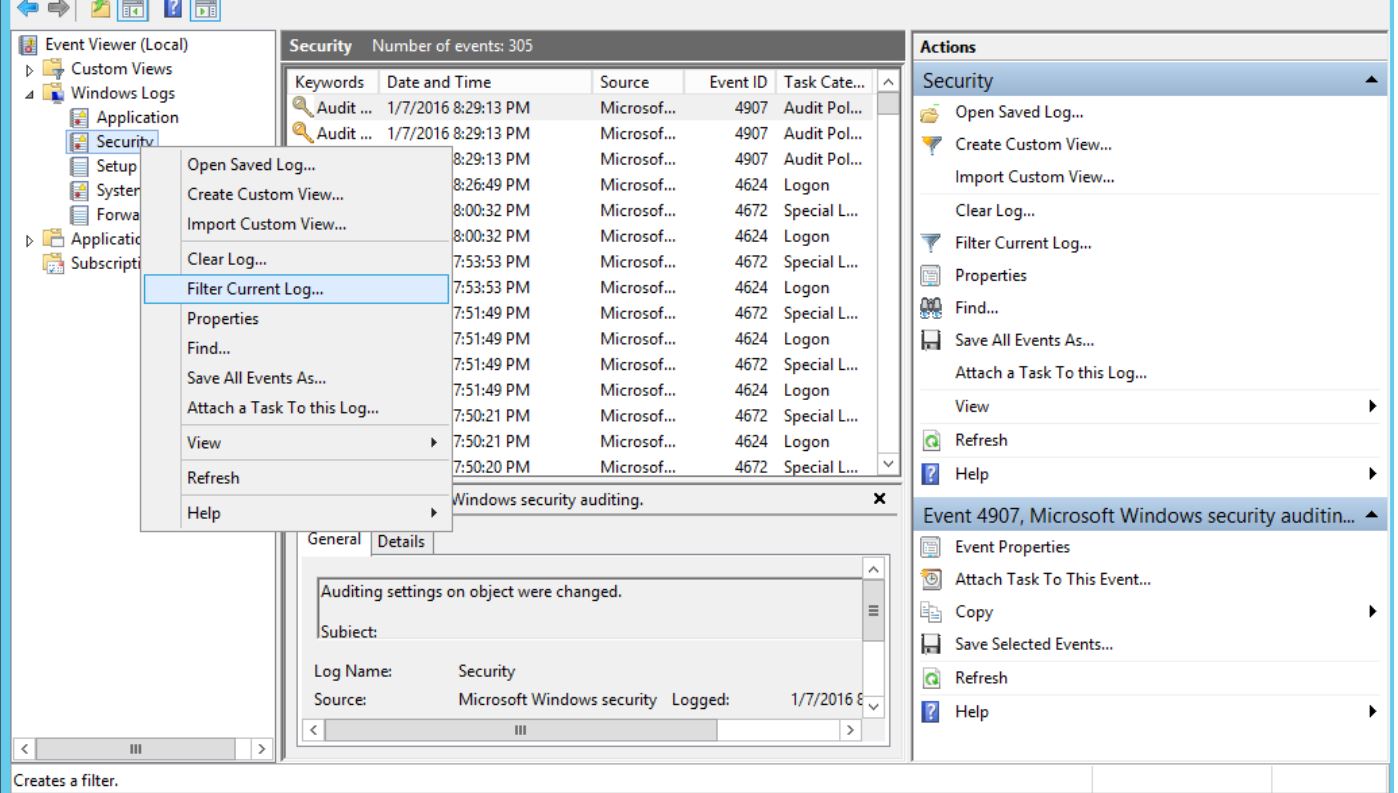 Event Viewer (Local)
Custom Views
Windows Logs
Application
Security
Setup
System
Forwa
Applicatic
Subscripti
Open Saved Log...
Create Custom View...
Import Custom View...
Clear Log...
Filter Current Log...
Properties
Find...
Save All Events As...
Attach a Task To this Log...
View
Refresh
Help
Security Number of events: 305
Keywords Date and Time Source Event ID Task Cate...
Audit ... 1/7/2016 8:29:13 PM Microsof... 4907 Audit Pol...
Audit ... 1/7/2016 8:29:13 PM Microsof... 4907 Audit Pol...
8:29:13 PM Microsof... 4907 Audit Pol...
8:26:49 PM Microsof... 4624 Logon
8:00:32 PM Microsof... 4672 Special L...
8:00:32 PM Microsof... 4624 Logon
7:53:53 PM Microsof... 4672 Special L...
7:53:53 PM Microsof... 4624 Logon
7:51:49 PM Microsof... 4672 Special L...
7:51:49 PM Microsof... 4624 Logon
7:51:49 PM Microsof... 4672 Special L...
7:51:49 PM Microsof... 4624 Logon
7:50:21 PM Microsof... 4672 Special L...
7:50:21 PM Microsof... 4624 Logon
7:50:20 PM Microsof... 4672 Special L...
Windows security auditing.
General Details
Auditing settings on object were changed.
Subject:
Log Name: Security
Source: Microsoft Windows security Logged: 1/7/2016 8
Actions
Security
Open Saved Log...
Create Custom View...
Import Custom View...
Clear Log...
Filter Current Log...
Properties
Find...
Save All Events As...
Attach a Task To this Log...
View
Refresh
Help
Event 4907, Microsoft Windows security auditin...
Event Properties
Attach Task To This Event...
Copy
Save Selected Events...
Refresh
Help
Creates a filter.